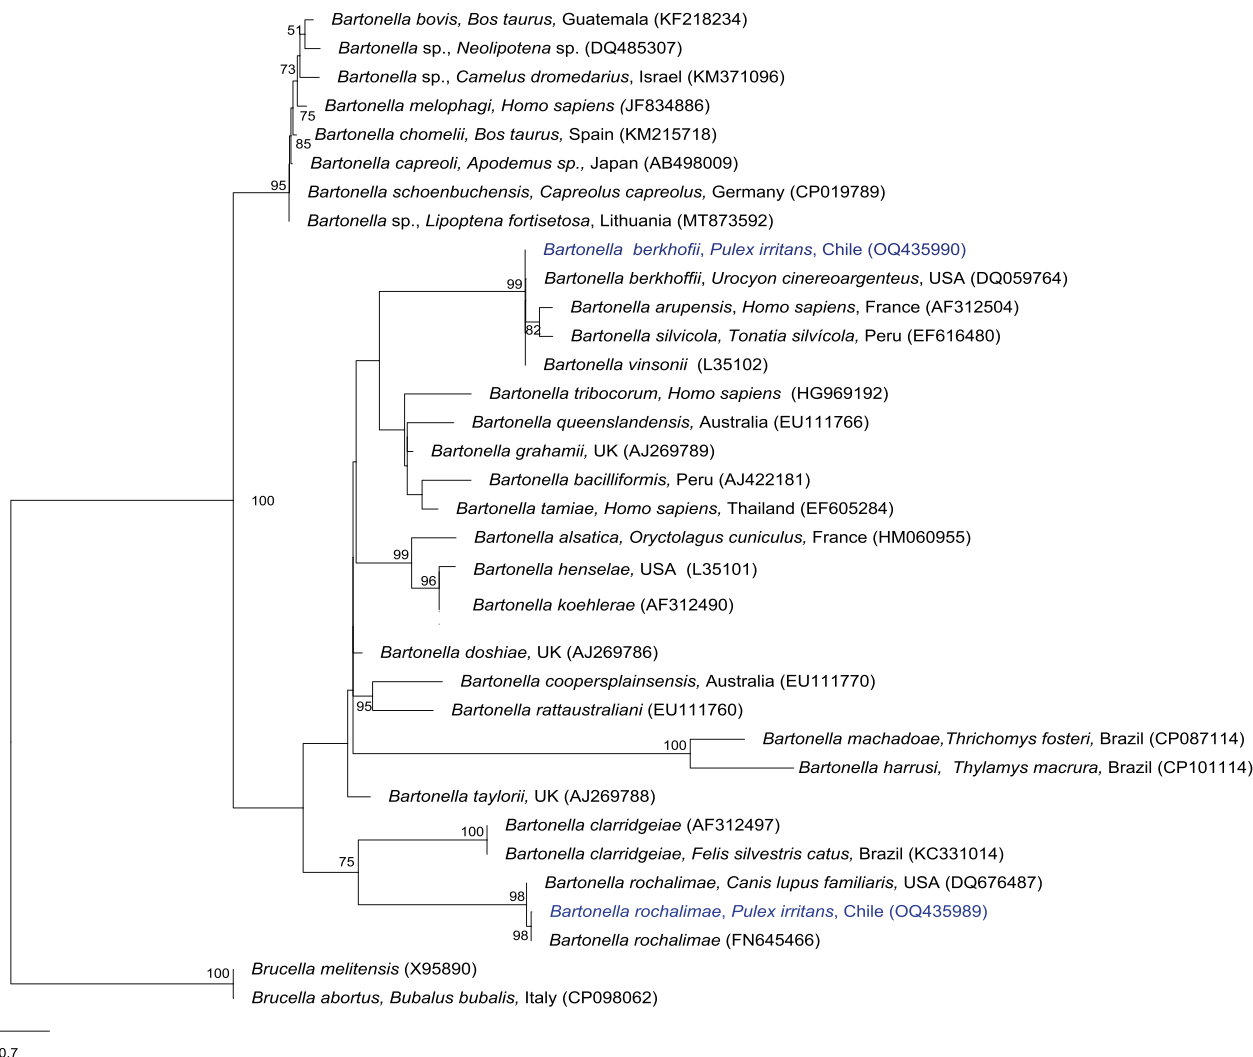 Bartonella bovis, Bos taurus, Guatemala (KF218234)
51
Bartonella sp., Neolipotena sp. (DQ485307)
73
Bartonella sp., Camelus dromedarius, Israel (KM371096)
Bartonella melophagi, Homo sapiens (JF834886)
75
Bartonella chomelii, Bos taurus, Spain (KM215718)
85
Bartonella capreoli, Apodemus sp., Japan (AB498009)
95
Bartonella schoenbuchensis, Capreolus capreolus, Germany (CP019789)
Bartonella sp., Lipoptena fortisetosa, Lithuania (MT873592)
Bartonella berkhofii, Pulex irritans, Chile (OQ435990)
Bartonella berkhoffii, Urocyon cinereoargenteus, USA (DQ059764)
99
Bartonella arupensis, Homo sapiens, France (AF312504)
82
Bartonella silvicola, Tonatia silvícola, Peru (EF616480)
Bartonella vinsonii (L35102)
Bartonella tribocorum, Homo sapiens (HG969192)
Bartonella queenslandensis, Australia (EU111766)
Bartonella grahamii, UK (AJ269789)
Bartonella bacilliformis, Peru (AJ422181)
100
Bartonella tamiae, Homo sapiens, Thailand (EF605284)
Bartonella alsatica, Oryctolagus cuniculus, France (HM060955)
99
Bartonella henselae, USA (L35101)
96
Bartonella koehlerae (AF312490)
Bartonella doshiae, UK (AJ269786)
Bartonella coopersplainsensis, Australia (EU111770)
95
Bartonella rattaustraliani (EU111760)
Bartonella machadoae,Thrichomys fosteri, Brazil (CP087114)
100
Bartonella harrusi, Thylamys macrura, Brazil (CP101114)
Bartonella taylorii, UK (AJ269788)
Bartonella clarridgeiae (AF312497)
100
Bartonella clarridgeiae, Felis silvestris catus, Brazil (KC331014)
75
Bartonella rochalimae, Canis lupus familiaris, USA (DQ676487)
98
Bartonella rochalimae, Pulex irritans, Chile (OQ435989)
98
Bartonella rochalimae (FN645466)
Brucella melitensis (X95890)
100
Brucella abortus, Bubalus bubalis, Italy (CP098062)
0.7